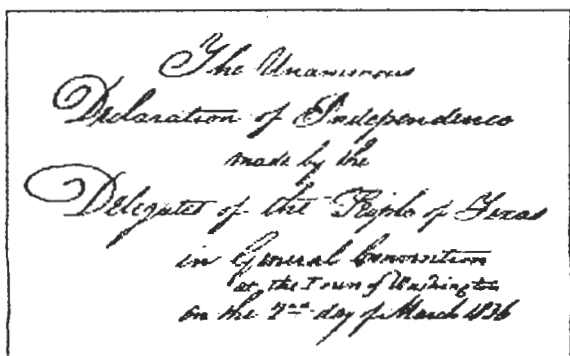 The Unanimous
Declaration of Independence
made by the
Delegates of the People of Texas
in General Convention
at the Town of Washington
on the 2nd day of March 1836